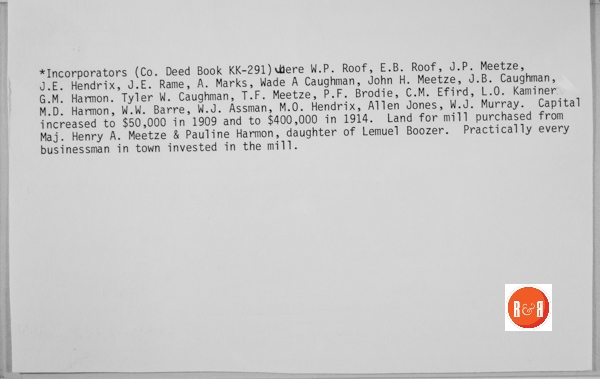 *Incorporators (Co. Deed Book KK-291) were W.P. Roof, E.B. Roof, J.P. Meetze,
J.E. Hendrix, J.E. Rame, A. Marks, Wade A Caughman, John H. Meetze, J.B. Caughman,
G.M. Harmon. Tyler W. Caughman, T.F. Meetze, P.F. Brodie, C.M. Efird, L.O. Kaminer
M.D. Harmon, W.W. Barre, W.J. Assman, M.O. Hendrix, Allen Jones, W.J. Murray. Capital
increased to $50,000 in 1909 and to $400,000 in 1914. Land for mill purchased from
Maj. Henry A. Meetze & Pauline Harmon, daughter of Lemuel Boozer. Practically every
businessman in town invested in the mill.
R&R